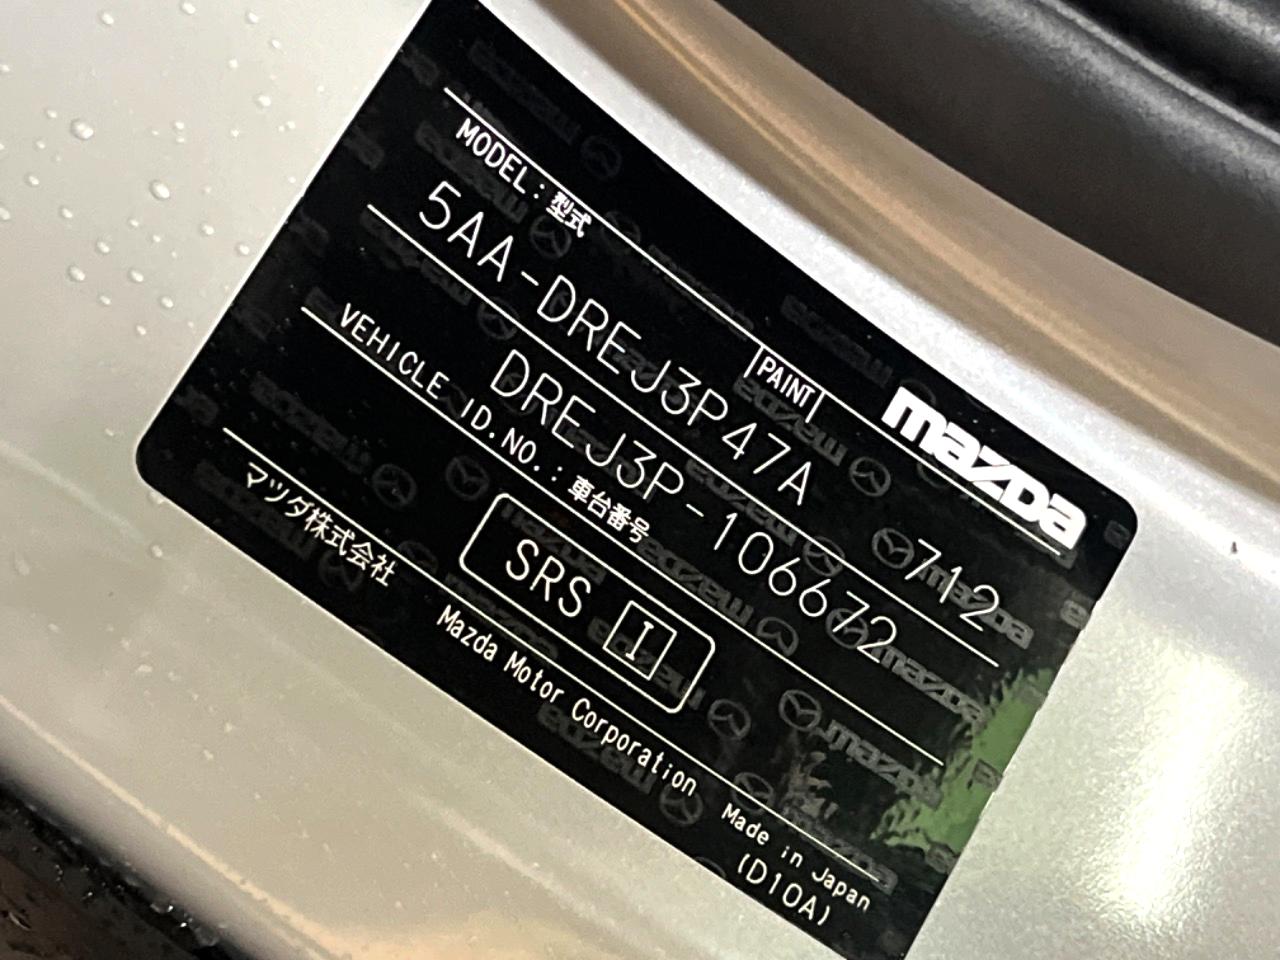 mazda
MODEL：型式
PAINT
5AA-DREJ3P47A 712
DREJ3P-106672
VEHICLE ID.NO.：車台番号
SRS I
マツダ株式会社 Mazda Motor Corporation Made in Japan
(D10A)